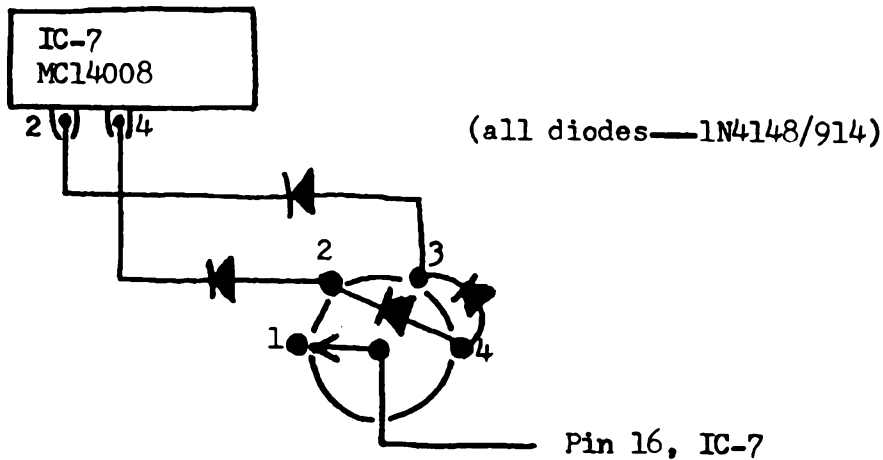 IC-7
MC14008
2 4
(all diodes—1N4148/914)
2 3
1 4
Pin 16, IC-7